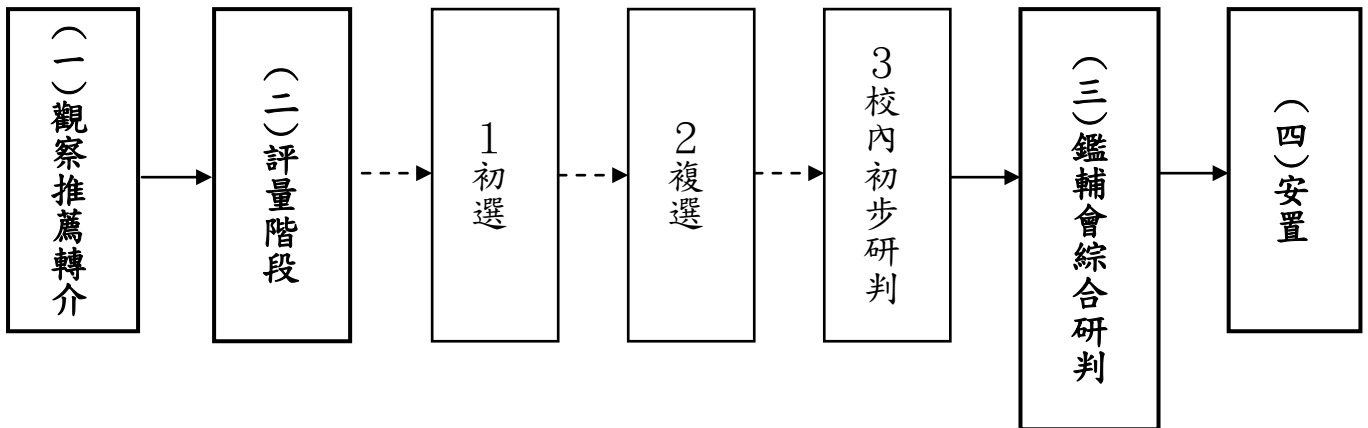 (一)觀察推薦轉介
(二)評量階段
1初選
2複選
3校內初步研判
(三)鑑輔會綜合研判
(四)安置